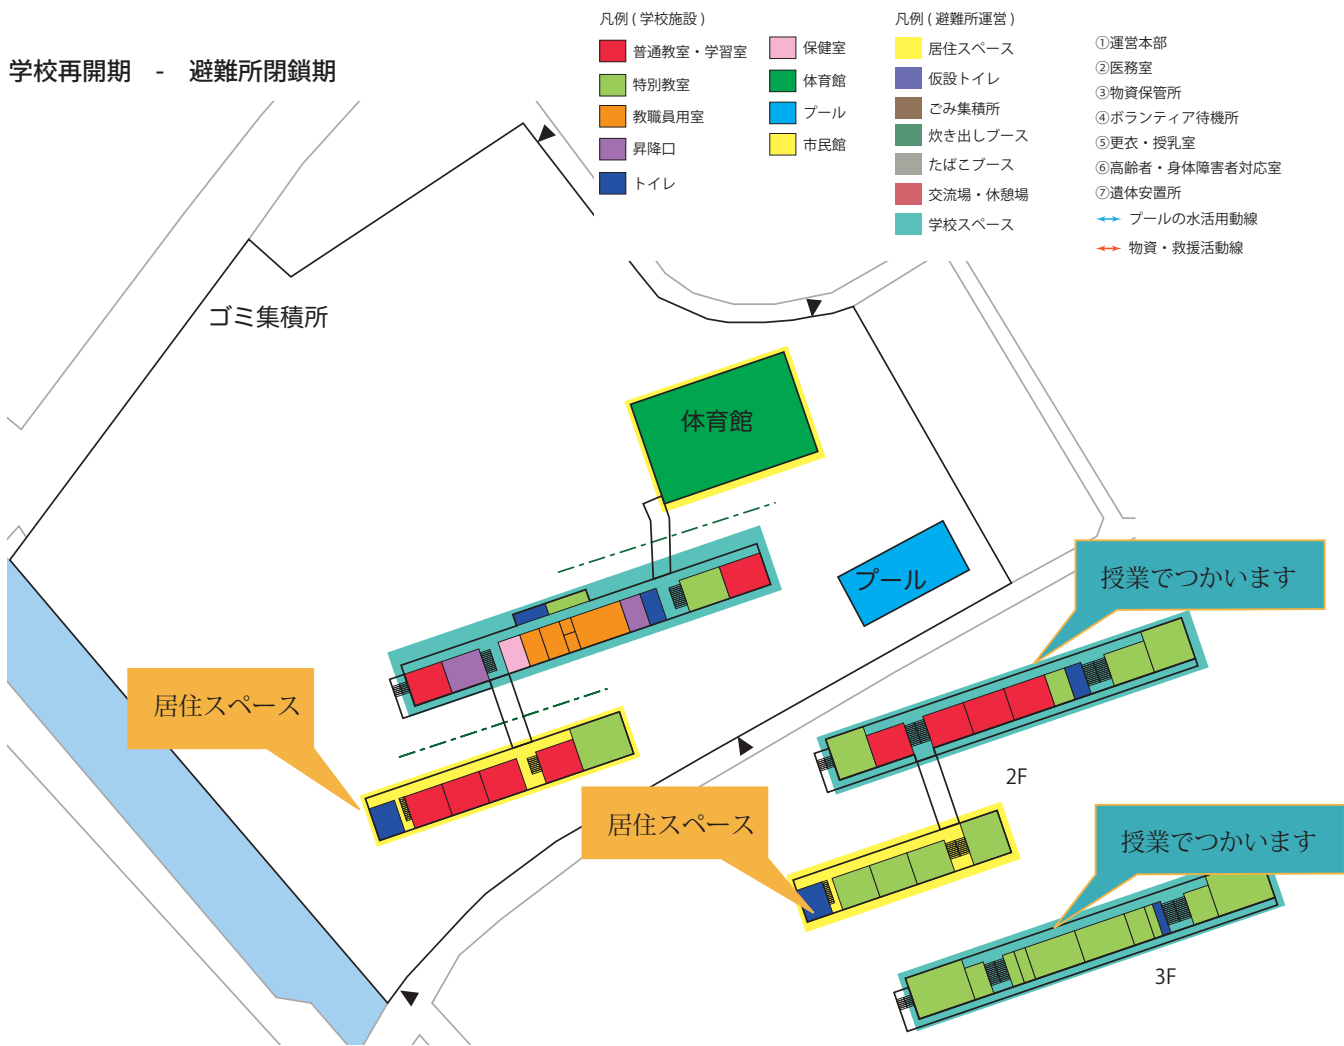 学校再開期　-　避難所閉鎖期
凡例 ( 学校施設 )
普通教室・学習室
特別教室
教職員用室
昇降口
トイレ
保健室
体育館
プール
市民館
凡例 ( 避難所運営 )
居住スペース
仮設トイレ
ごみ集積所
炊き出しブース
たばこブース
交流場・休憩場
学校スペース
①運営本部
②医務室
③物資保管所
④ボランティア待機所
⑤更衣・授乳室
⑥高齢者・身体障害者対応室
⑦遺体安置所
プールの水活用動線
物資・救援活動線
ゴミ集積所
体育館
プール
授業でつかいます
居住スペース
2F
居住スペース
授業でつかいます
3F